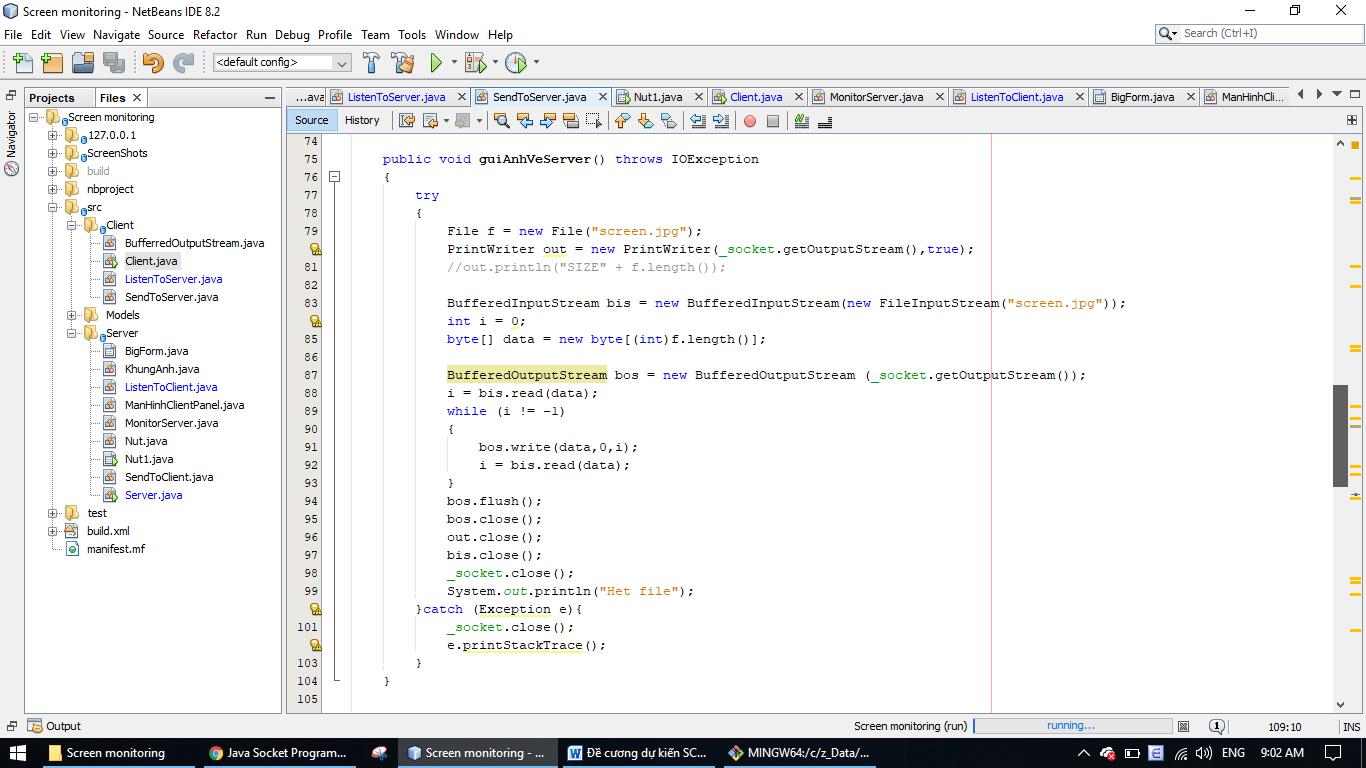 Screen monitoring - NetBeans IDE 8.2
File Edit View Navigate Source Refactor Run Debug Profile Team Tools Window Help
Search (Ctrl+I)
<default config>
Projects Files
...ava ListenToServer.java SendToServer.java Nut1.java Client.java MonitorServer.java ListenToClient.java BigForm.java ManHinhCli...
Navigator
Source History
Screen monitoring
127.0.0.1
ScreenShots
build
nbproject
src
Client
BufferredOutputStream.java
Client.java
ListenToServer.java
SendToServer.java
Models
Server
BigForm.java
KhungAnh.java
ListenToClient.java
ManHinhClientPanel.java
MonitorServer.java
Nut.java
Nut1.java
SendToClient.java
Server.java
test
build.xml
manifest.mf
74
75 public void guiAnhVeServer() throws IOException
76 {
77 try
78 {
79 File f = new File("screen.jpg");
PrintWriter out = new PrintWriter(_socket.getOutputStream(),true);
81 //out.println("SIZE" + f.length());
82
83 BufferedInputStream bis = new BufferedInputStream(new FileInputStream("screen.jpg"));
int i = 0;
85 byte[] data = new byte[(int)f.length()];
86
87 BufferedOutputStream bos = new BufferedOutputStream (_socket.getOutputStream());
88 i = bis.read(data);
89 while (i != -1)
90 {
91 bos.write(data,0,i);
92 i = bis.read(data);
93 }
94 bos.flush();
95 bos.close();
96 out.close();
97 bis.close();
98 _socket.close();
99 System.out.println("Het file");
}catch (Exception e){
101 _socket.close();
e.printStackTrace();
103 }
104 }
105
Output
Screen monitoring (run) running... 1 109:10 INS
Screen monitoring Java Socket Program... Screen monitoring - ... Đề cương dự kiến SC... MINGW64:/c/z_Data/... ENG 9:02 AM